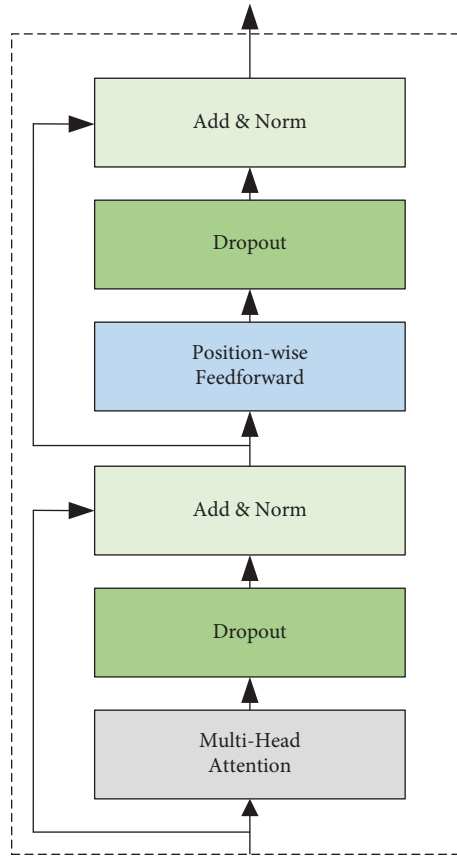 Add & Norm
Dropout
Position-wise
Feedforward
Add & Norm
Dropout
Multi-Head
Attention